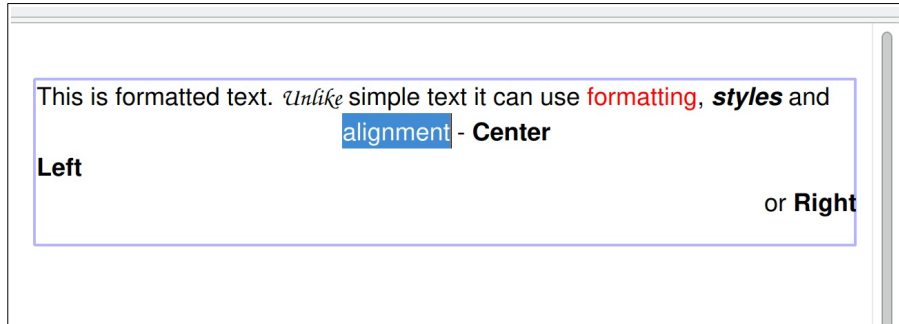 This is formatted text. Unlike simple text it can use formatting, styles and
alignment - Center
Left
or Right